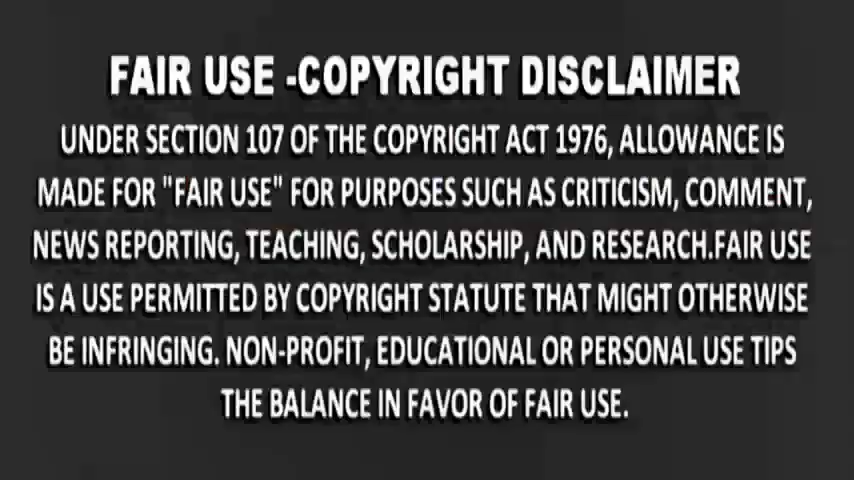 FAIR USE -COPYRIGHT DISCLAIMER
UNDER SECTION 107 OF THE COPYRIGHT ACT 1976, ALLOWANCE IS
MADE FOR "FAIR USE" FOR PURPOSES SUCH AS CRITICISM, COMMENT,
NEWS REPORTING, TEACHING, SCHOLARSHIP, AND RESEARCH.FAIR USE
IS A USE PERMITTED BY COPYRIGHT STATUTE THAT MIGHT OTHERWISE
BE INFRINGING. NON-PROFIT, EDUCATIONAL OR PERSONAL USE TIPS
THE BALANCE IN FAVOR OF FAIR USE.